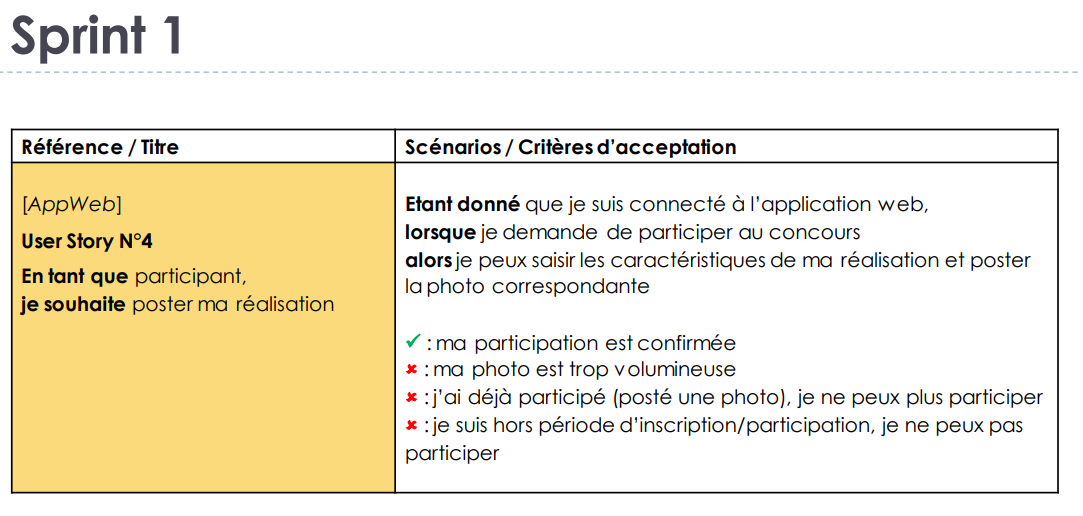 Sprint 1
Référence / Titre
Scénarios / Critères d’acceptation
[AppWeb]
User Story N°4
En tant que participant,
je souhaite poster ma réalisation
Etant donné que je suis connecté à l’application web,
lorsque je demande de participer au concours
alors je peux saisir les caractéristiques de ma réalisation et poster
la photo correspondante
✓ : ma participation est confirmée
✘ : ma photo est trop volumineuse
✘ : j’ai déjà participé (posté une photo), je ne peux plus participer
✘ : je suis hors période d’inscription/participation, je ne peux pas
participer